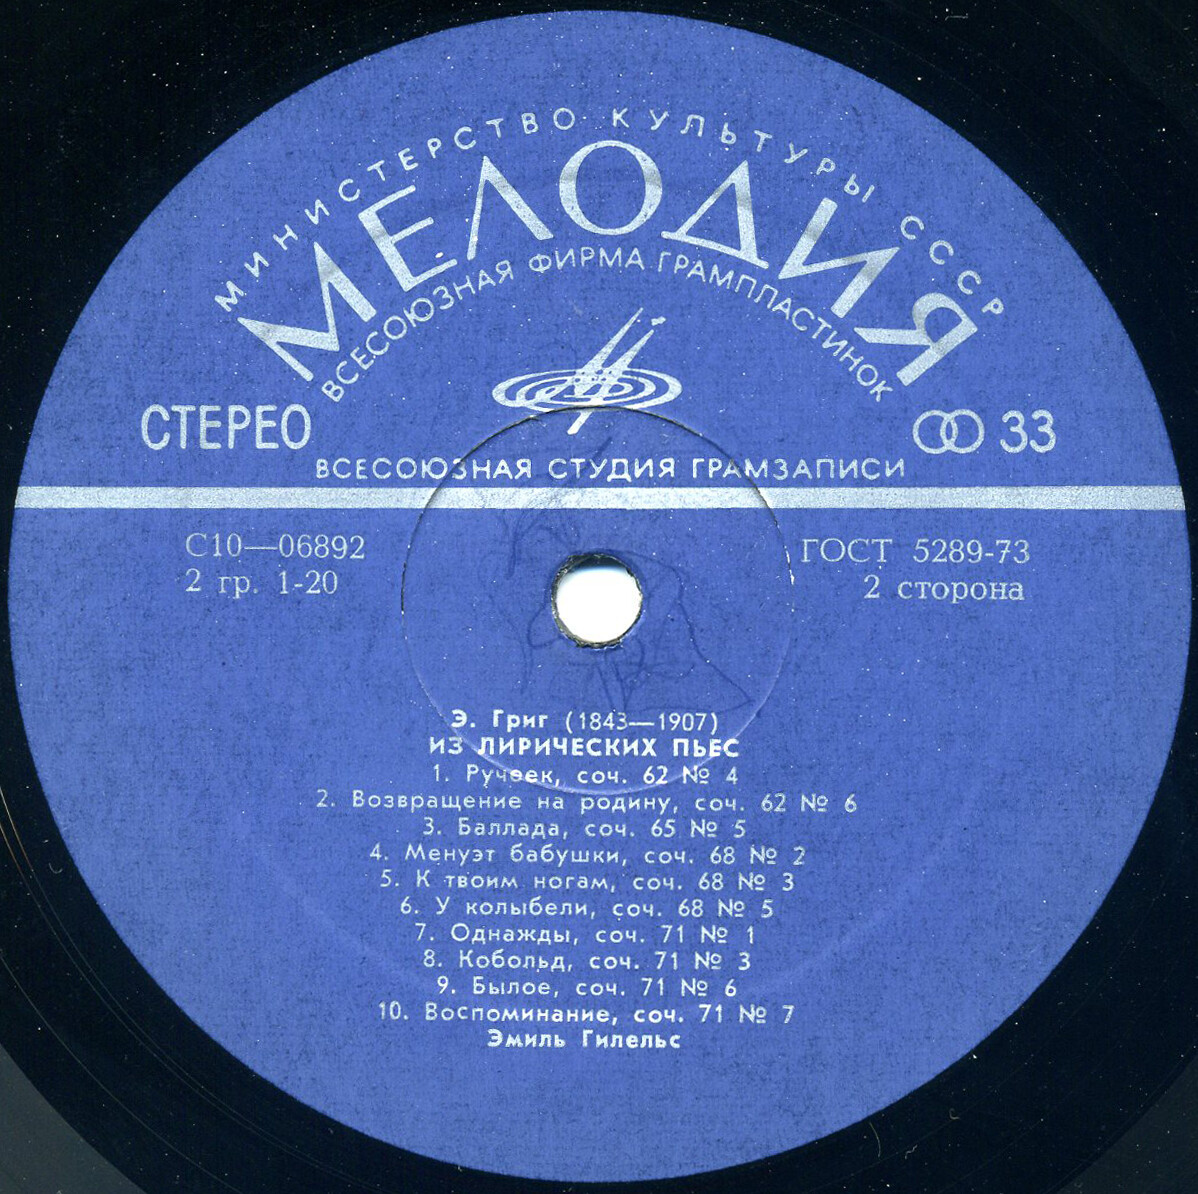 МИНИСТЕРСТВО КУЛЬТУРЫ СССР
МЕЛОДИЯ
ВСЕСОЮЗНАЯ ФИРМА ГРАМПЛАСТИНОК
СТЕРЕО
33
ВСЕСОЮЗНАЯ СТУДИЯ ГРАМЗАПИСИ
С10—06892
ГОСТ 5289-73
2 гр. 1-20
2 сторона
Э. Григ (1843—1907)
ИЗ ЛИРИЧЕСКИХ ПЬЕС
1. Ручеек, соч. 62 № 4
2. Возвращение на родину, соч. 62 № 6
3. Баллада, соч. 65 № 5
4. Менуэт бабушки, соч. 68 № 2
5. К твоим ногам, соч. 68 № 3
6. У колыбели, соч. 68 № 5
7. Однажды, соч. 71 № 1
8. Кобольд, соч. 71 № 3
9. Былое, соч. 71 № 6
10. Воспоминание, соч. 71 № 7
Эмиль Гилельс